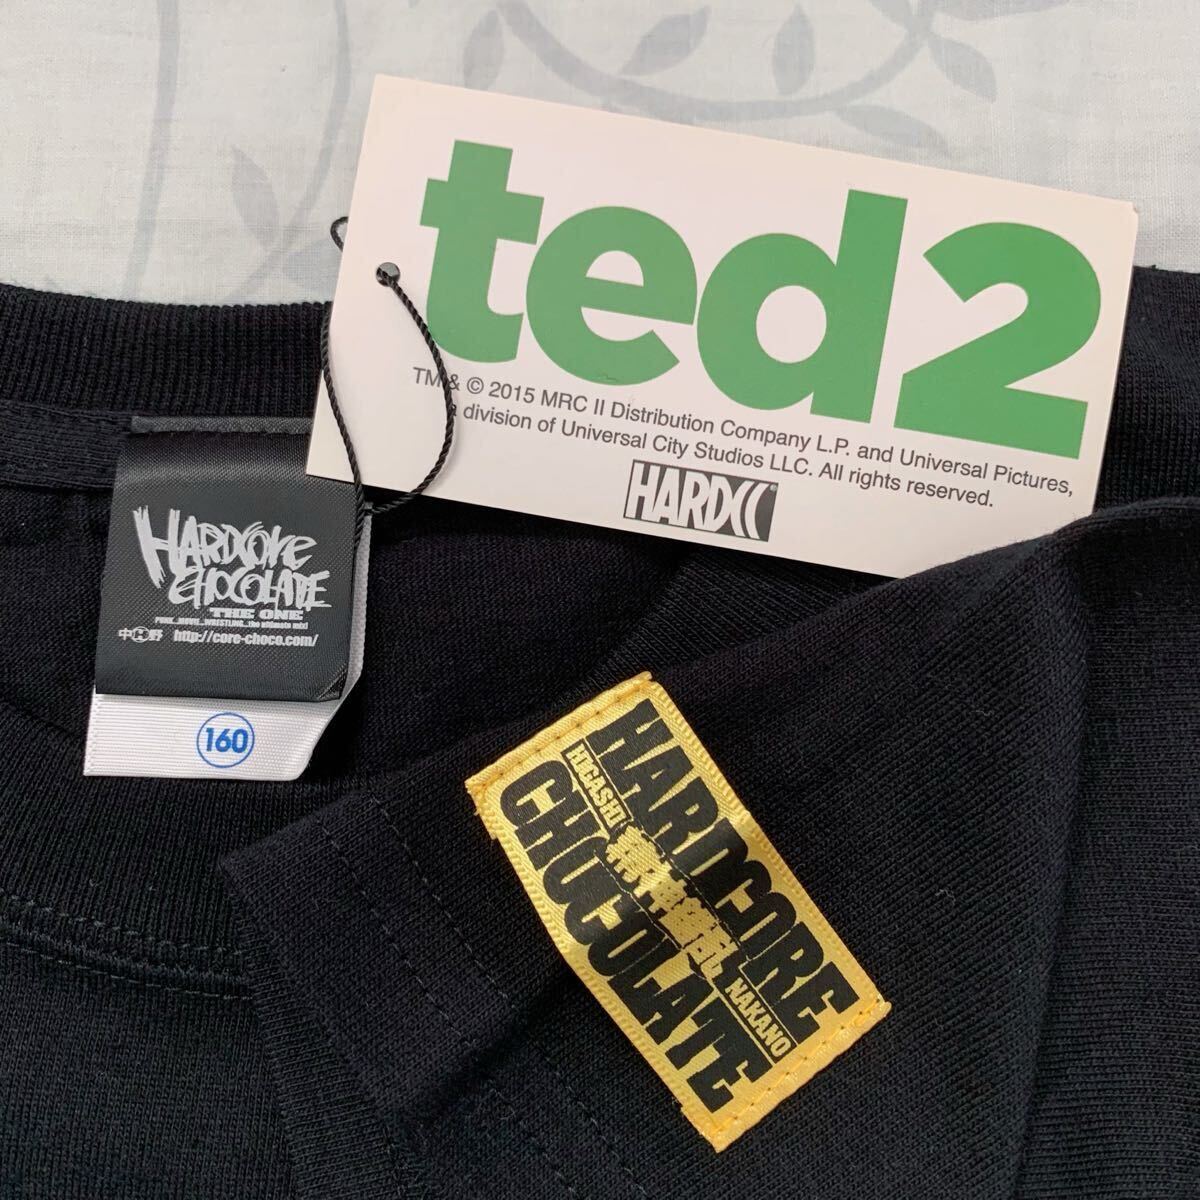 ted2
TM & © 2015 MRC II Distribution Company L.P. and Universal Pictures,
a division of Universal City Studios LLC. All rights reserved.
HARDCC
HARDCORE
CHOCOLATE
THE ONE
PUNK...MOVIE...WRESTLING...the ultimate mix!
中野 http://core-choco.com/
160
HARDCORE
HIGASHI NAKANO
CHOCOLATE